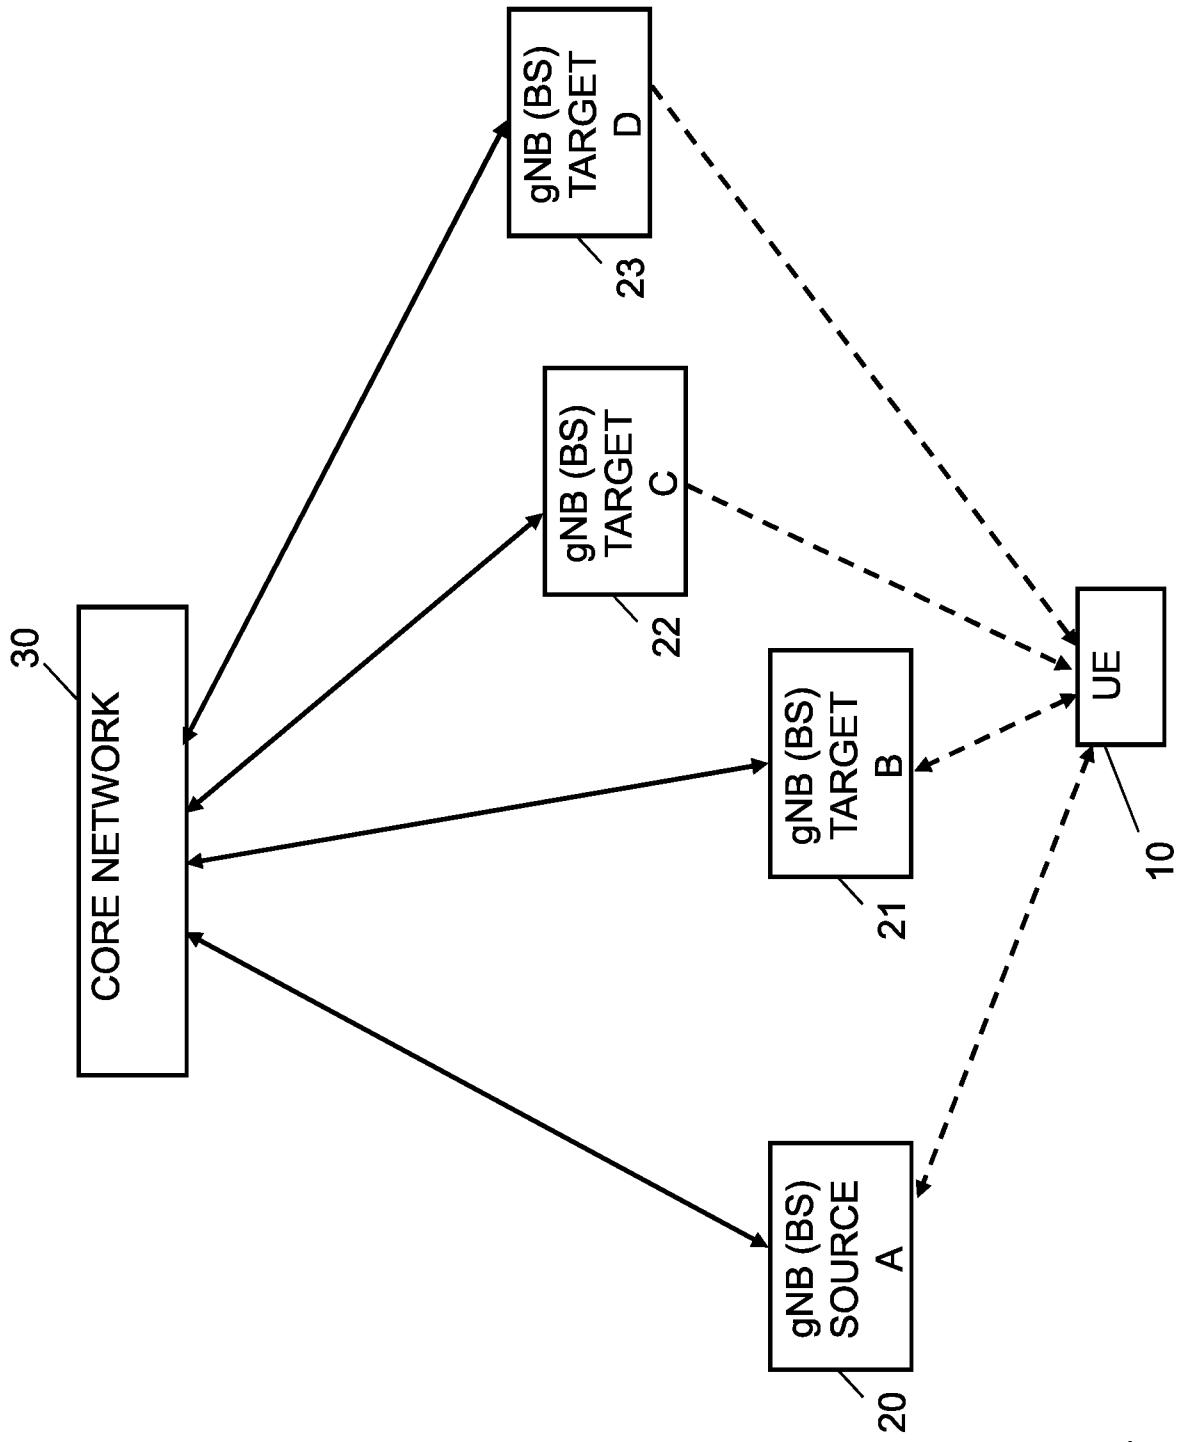 30
CORE NETWORK
gNB (BS)
TARGET
D
23
gNB (BS)
TARGET
C
22
gNB (BS)
TARGET
B
21
gNB (BS)
SOURCE
A
20
UE
10